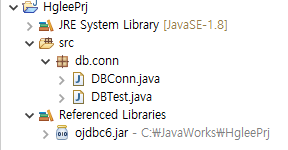 HgleePrj
JRE System Library [JavaSE-1.8]
src
db.conn
DBConn.java
DBTest.java
Referenced Libraries
ojdbc6.jar - C:₩JavaWorks₩HgleePrj